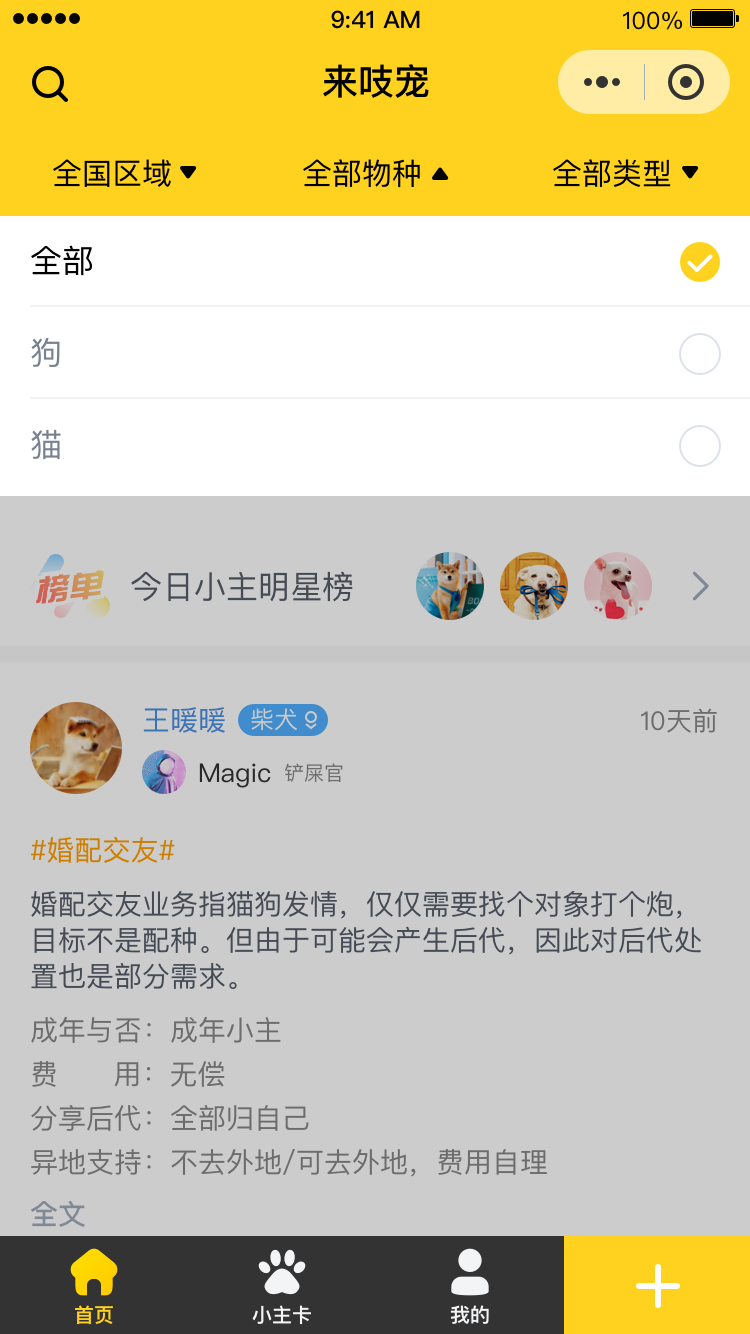 9:41 AM 100%
来吱宠
全国区域 全部物种 全部类型
全部
狗
猫
榜单 今日小主明星榜
王暖暖 柴犬 10天前
Magic 铲屎官
#婚配交友#
婚配交友业务指猫狗发情，仅仅需要找个对象打个炮，
目标不是配种。但由于可能会产生后代，因此对后代处
置也是部分需求。
成年与否：成年小主
费 用：无偿
分享后代：全部归自己
异地支持：不去外地/可去外地，费用自理
全文
首页 小主卡 我的